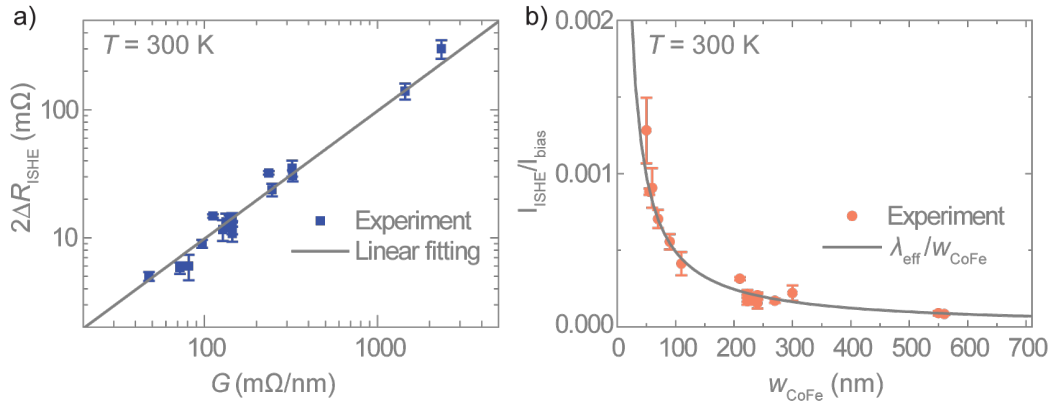 a)
T = 300 K
2ΔR_ISHE (mΩ)
100
10
Experiment
Linear fitting
100
1000
G (mΩ/nm)
b)
T = 300 K
I_ISHE/I_bias
0.002
0.001
0.000
Experiment
λ_eff/w_CoFe
0 100 200 300 400 500 600 700
w_CoFe (nm)